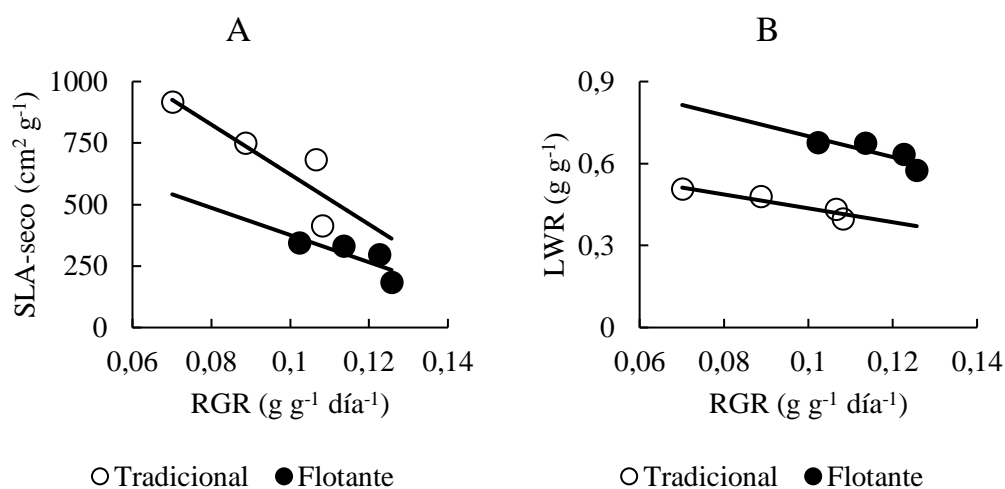 A
1000
750
500
250
0
0,06 0,08 0,1 0,12 0,14
SLA-seco (cm² g⁻¹)
RGR (g g⁻¹ día⁻¹)
Tradicional Flotante
B
0,9
0,6
0,3
0
0,06 0,08 0,1 0,12 0,14
LWR (g g⁻¹)
RGR (g g⁻¹ día⁻¹)
Tradicional Flotante